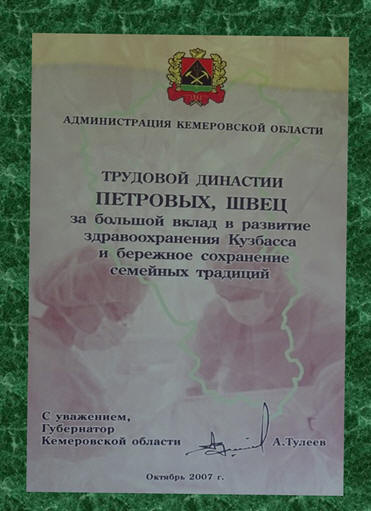 АДМИНИСТРАЦИЯ КЕМЕРОВСКОЙ ОБЛАСТИ
ТРУДОВОЙ ДИНАСТИИ
ПЕТРОВЫХ, ШВЕЦ
за большой вклад в развитие
здравоохранения Кузбасса
и бережное сохранение
семейных традиций
С уважением,
Губернатор
Кемеровской области А.Тулеев
Октябрь 2007 г.